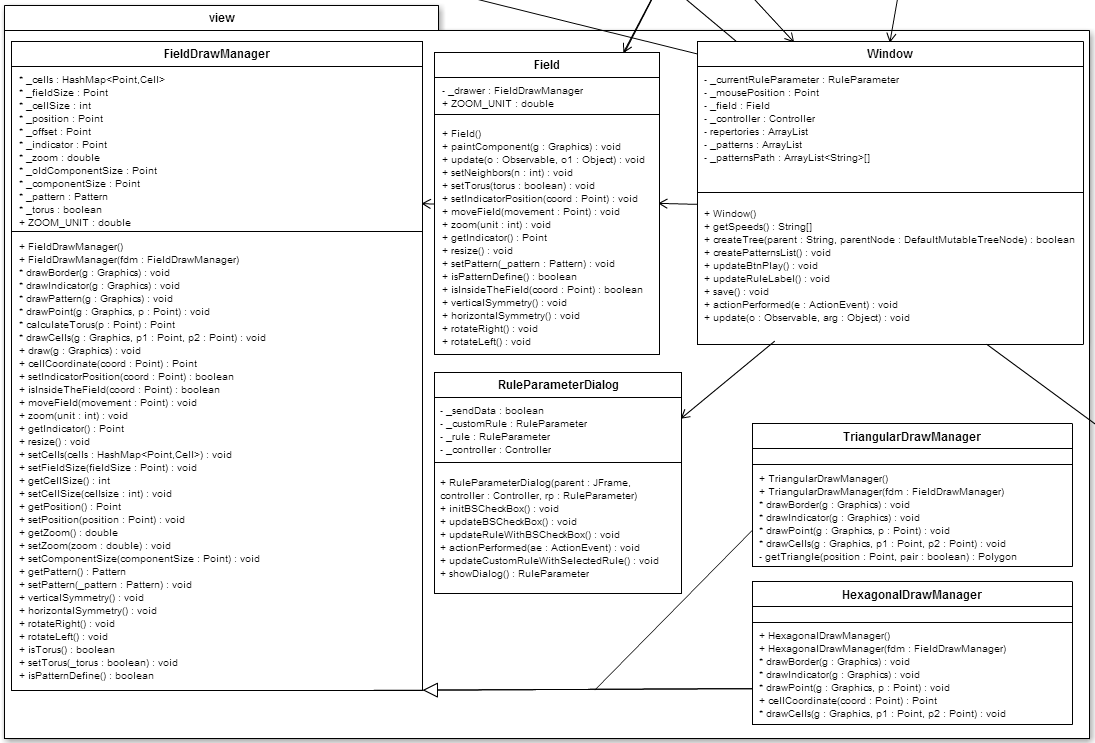 view
FieldDrawManager
* _cells : HashMap<Point,Cell>
* _fieldSize : Point
* _cellSize : int
* _position : Point
* _offset : Point
* _indicator : Point
* _zoom : double
* _oldComponentSize : Point
* _componentSize : Point
* _pattern : Pattern
* _torus : boolean
+ ZOOM_UNIT : double
+ FieldDrawManager()
+ FieldDrawManager(fdm : FieldDrawManager)
* drawBorder(g : Graphics) : void
* drawIndicator(g : Graphics) : void
* drawPattern(g : Graphics) : void
* drawPoint(g : Graphics, p : Point) : void
* calculateTorus(p : Point) : Point
* drawCells(g : Graphics, p1 : Point, p2 : Point) : void
+ draw(g : Graphics) : void
+ cellCoordinate(coord : Point) : Point
+ setIndicatorPosition(coord : Point) : boolean
+ isInsideTheField(coord : Point) : boolean
+ moveField(movement : Point) : void
+ zoom(unit : int) : void
+ getIndicator() : Point
+ resize() : void
+ setCells(cells : HashMap<Point,Cell>) : void
+ setFieldSize(fieldSize : Point) : void
+ getCellSize() : int
+ setCellSize(cellsize : int) : void
+ getPosition() : Point
+ setPosition(position : Point) : void
+ getZoom() : double
+ setZoom(zoom : double) : void
+ setComponentSize(componentSize : Point) : void
+ getPattern() : Pattern
+ setPattern(_pattern : Pattern) : void
+ verticalSymmetry() : void
+ horizontalSymmetry() : void
+ rotateRight() : void
+ rotateLeft() : void
+ isTorus() : boolean
+ setTorus(_torus : boolean) : void
+ isPatternDefine() : boolean
Field
- _drawer : FieldDrawManager
+ ZOOM_UNIT : double
+ Field()
+ paintComponent(g : Graphics) : void
+ update(o : Observable, o1 : Object) : void
+ setNeighbors(n : int) : void
+ setTorus(torus : boolean) : void
+ setIndicatorPosition(coord : Point) : void
+ moveField(movement : Point) : void
+ zoom(unit : int) : void
+ getIndicator() : Point
+ resize() : void
+ setPattern(_pattern : Pattern) : void
+ isPatternDefine() : boolean
+ isInsideTheField(coord : Point) : boolean
+ verticalSymmetry() : void
+ horizontalSymmetry() : void
+ rotateRight() : void
+ rotateLeft() : void
Window
- _currentRuleParameter : RuleParameter
- _mousePosition : Point
- _field : Field
- _controller : Controller
- repertories : ArrayList
- _patterns : ArrayList
- _patternsPath : ArrayList<String>[]
+ Window()
+ getSpeeds() : String[]
+ createTree(parent : String, parentNode : DefaultMutableTreeNode) : boolean
+ createPatternsList() : void
+ updateBtnPlay() : void
+ updateRuleLabel() : void
+ save() : void
+ actionPerformed(e : ActionEvent) : void
+ update(o : Observable, arg : Object) : void
RuleParameterDialog
- _sendData : boolean
- _customRule : RuleParameter
- _rule : RuleParameter
- _controller : Controller
+ RuleParameterDialog(parent : JFrame,
controller : Controller, rp : RuleParameter)
+ initBSCheckBox() : void
+ updateBSCheckBox() : void
+ updateRuleWithBSCheckBox() : void
+ actionPerformed(ae : ActionEvent) : void
+ updateCustomRuleWithSelectedRule() : void
+ showDialog() : RuleParameter
TriangularDrawManager
+ TriangularDrawManager()
+ TriangularDrawManager(fdm : FieldDrawManager)
* drawBorder(g : Graphics) : void
* drawIndicator(g : Graphics) : void
* drawPoint(g : Graphics, p : Point) : void
* drawCells(g : Graphics, p1 : Point, p2 : Point) : void
- getTriangle(position : Point, pair : boolean) : Polygon
HexagonalDrawManager
+ HexagonalDrawManager()
+ HexagonalDrawManager(fdm : FieldDrawManager)
* drawBorder(g : Graphics) : void
* drawIndicator(g : Graphics) : void
* drawPoint(g : Graphics, p : Point) : void
+ cellCoordinate(coord : Point) : Point
* drawCells(g : Graphics, p1 : Point, p2 : Point) : void